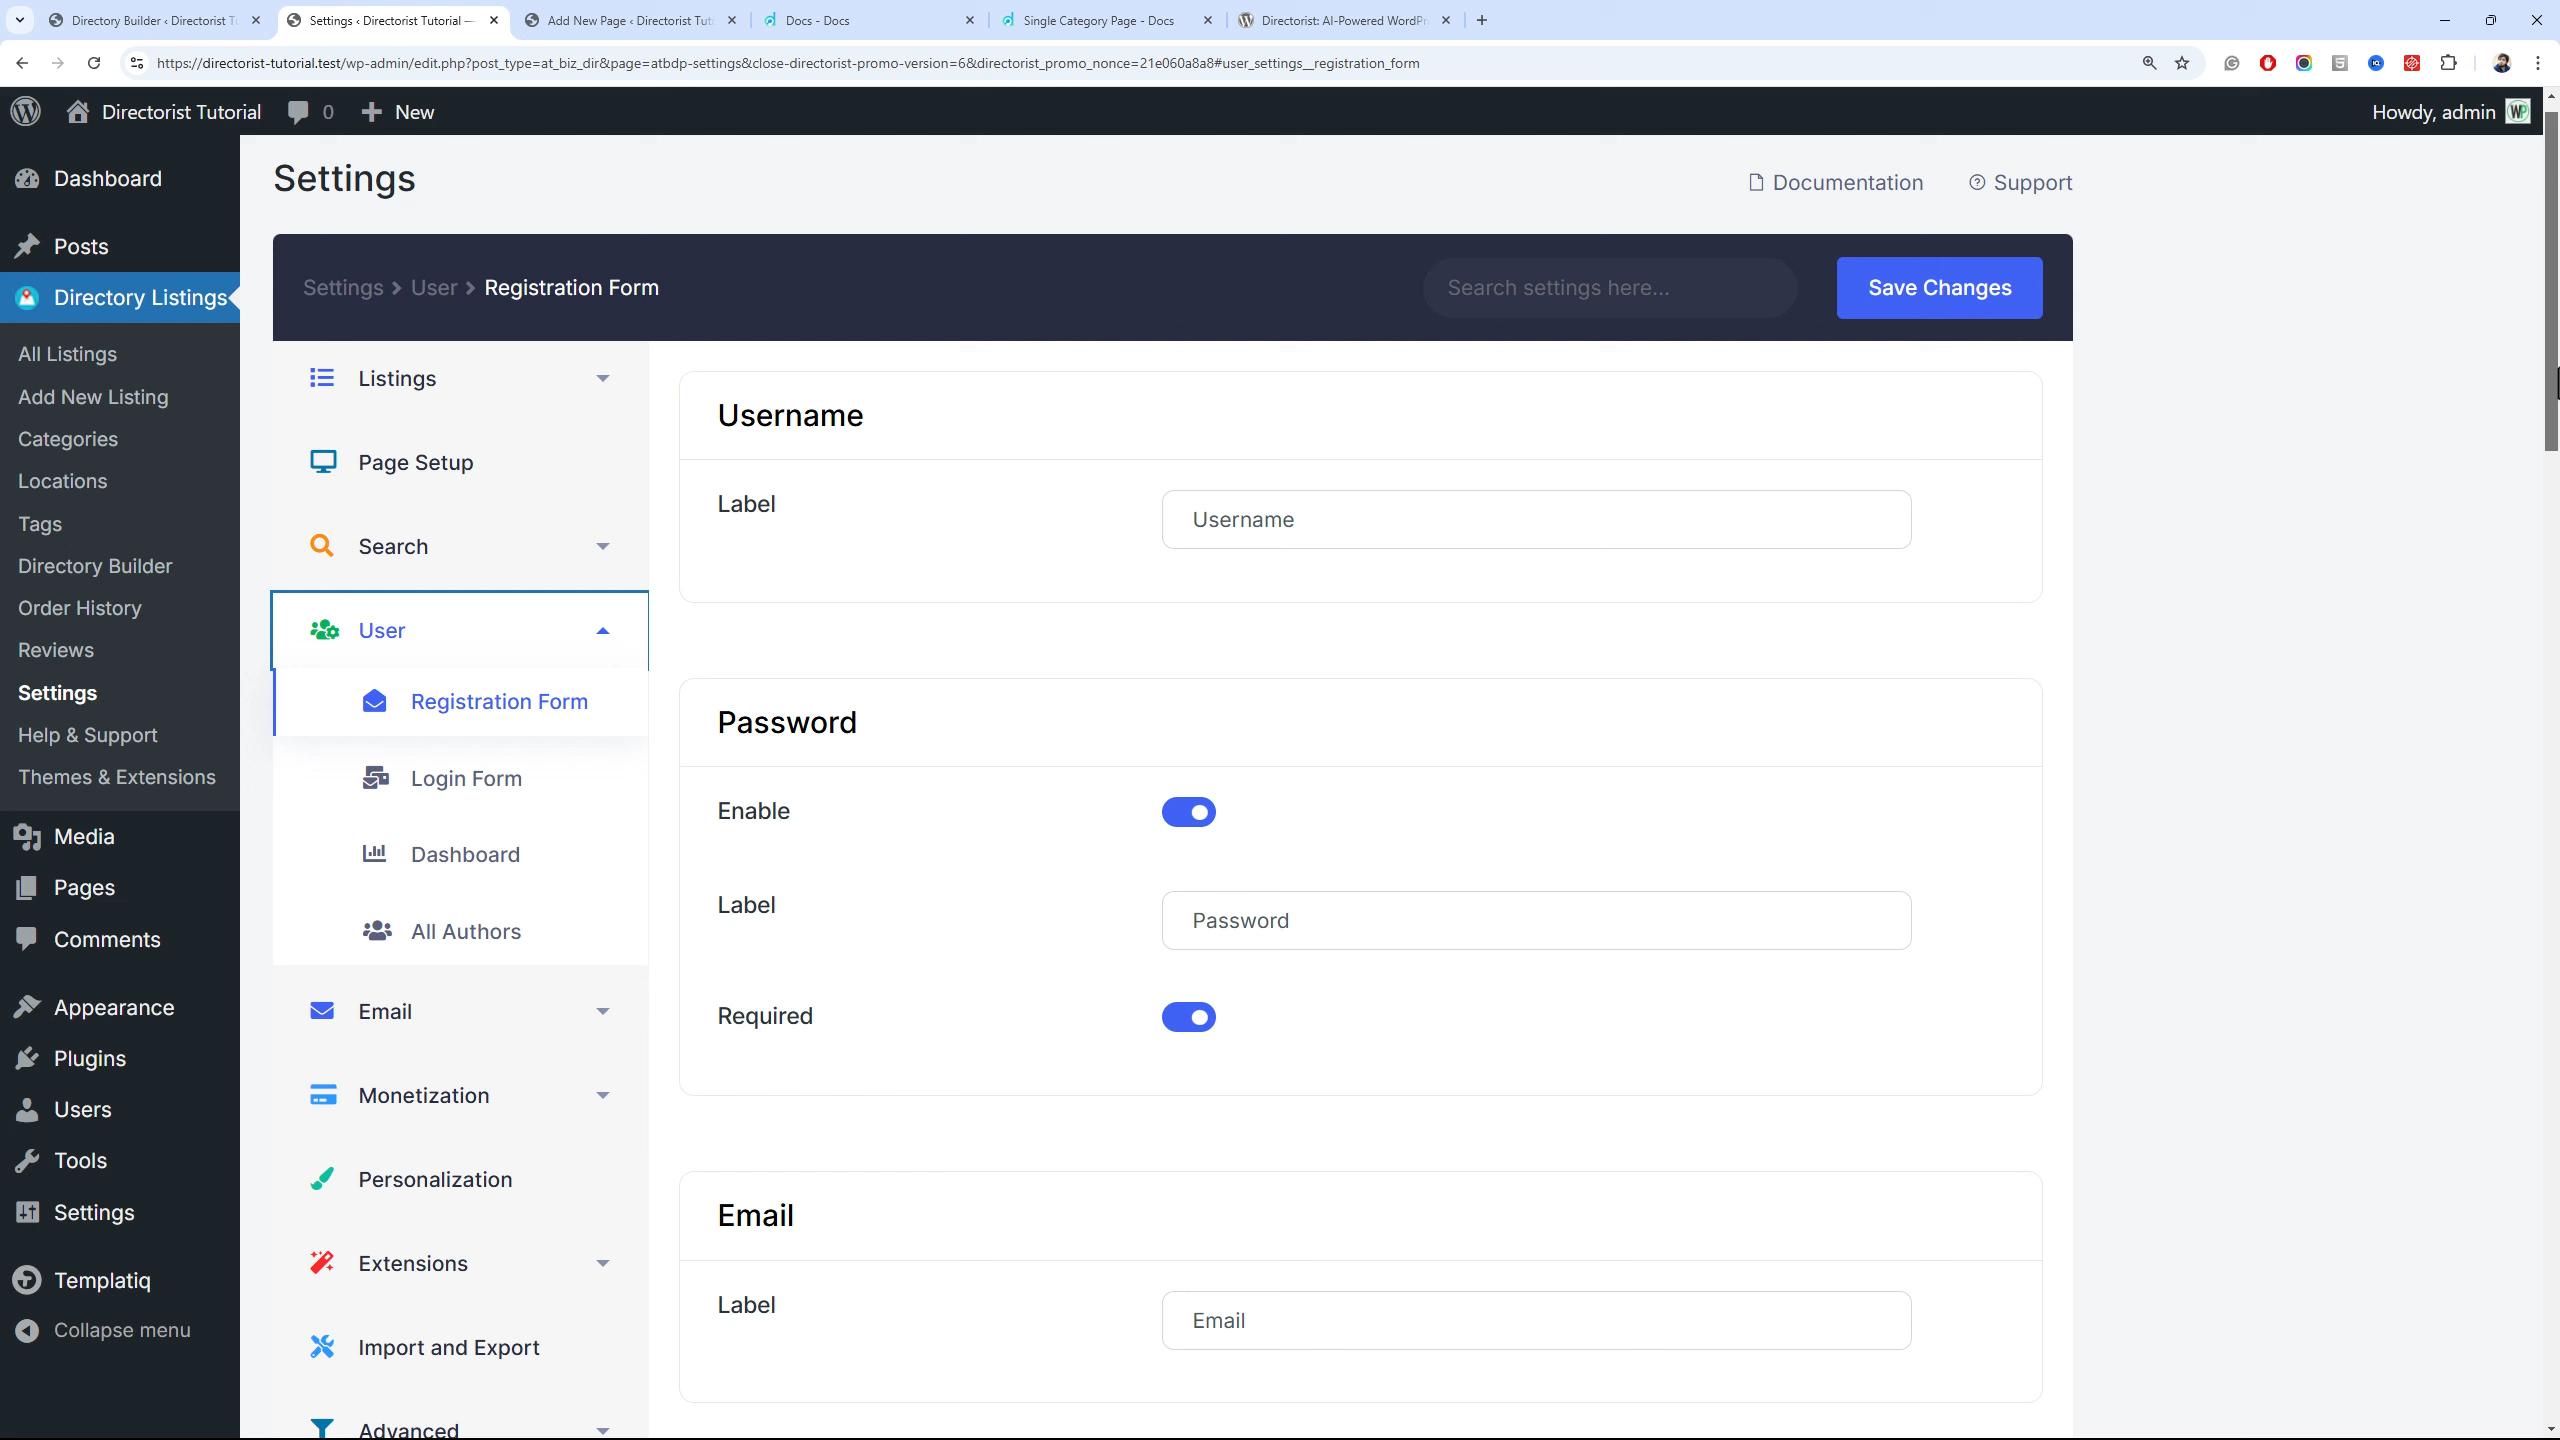 Directory Builder ‹ Directorist T
Settings ‹ Directorist Tutorial —
Add New Page ‹ Directorist Tut
Docs - Docs
Single Category Page - Docs
Directorist: AI-Powered WordPr
https://directorist-tutorial.test/wp-admin/edit.php?post_type=at_biz_dir&page=atbdp-settings&close-directorist-promo-version=6&directorist_promo_nonce=21e060a8a8#user_settings__registration_form
Directorist Tutorial
0
New
Howdy, admin
Dashboard
Posts
Directory Listings
All Listings
Add New Listing
Categories
Locations
Tags
Directory Builder
Order History
Reviews
Settings
Help & Support
Themes & Extensions
Media
Pages
Comments
Appearance
Plugins
Users
Tools
Settings
Templatiq
Collapse menu
Settings
Documentation
Support
Settings > User > Registration Form
Search settings here...
Save Changes
Listings
Page Setup
Search
User
Registration Form
Login Form
Dashboard
All Authors
Email
Monetization
Personalization
Extensions
Import and Export
Advanced
Username
Label
Username
Password
Enable
Label
Password
Required
Email
Label
Email